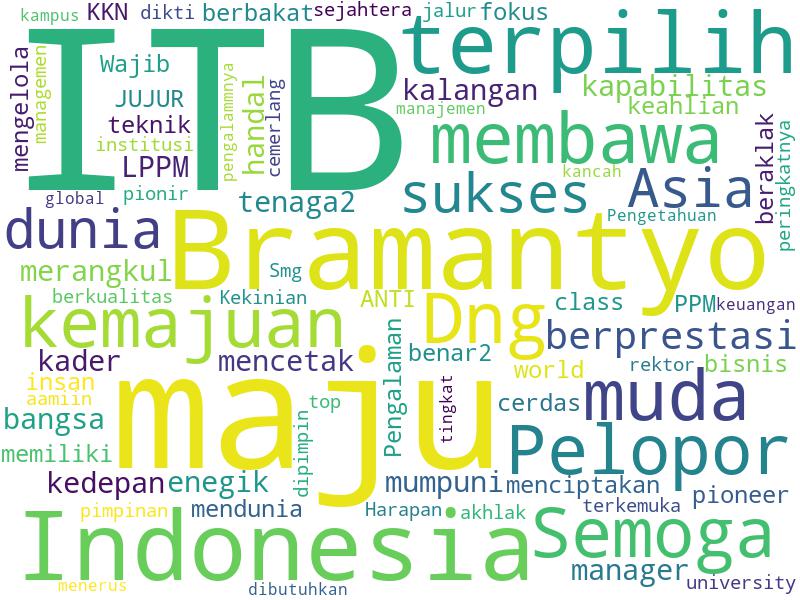 kampus
KKN
dikti
berbakat
sejahtera
jalur
fokus
ITB
terpilih
mengelola
managemen
Wajib
JUJUR
teknik
institusi
LPPM
pionir
global
pengalammnya
handal
cemerlang
kalangan
manajemen
kapabilitas
keahlian
membawa
beraklak
peringkatnya
kancah
sukses
Asia
tenaga2
Pengetahuan
dunia
Bramantyo
merangkul
Smg
berkualitas
Kekinian
ANTI
kemajuan
Dng
class
PPM
keuangan
berprestasi
kader
mencetak
Pengalaman
benar2
world
rektor
bisnis
insan
aamiin
maju
tingkat
cerdas
muda
top
bangsa
dipimpin
memiliki
Pelopor
kedepan
enegik
mumpuni
menciptakan
pioneer
pimpinan
mendunia
Harapan
akhlak
terkemuka
Indonesia
Semoga
manager
university
menerus
dibutuhkan